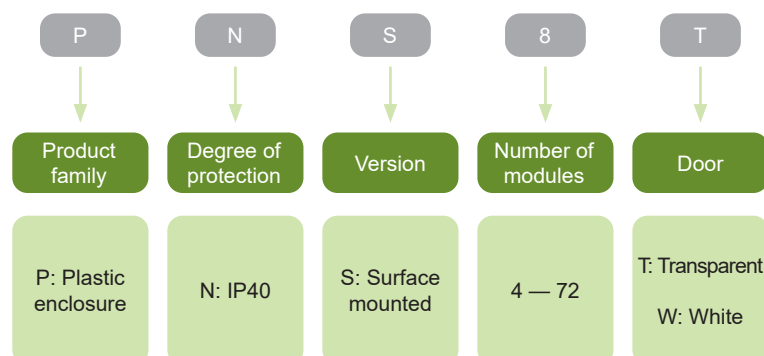 P N S 8 T
Product family
Degree of protection
Version
Number of modules
Door
P: Plastic enclosure
N: IP40
S: Surface mounted
4 — 72
T: Transparent
W: White